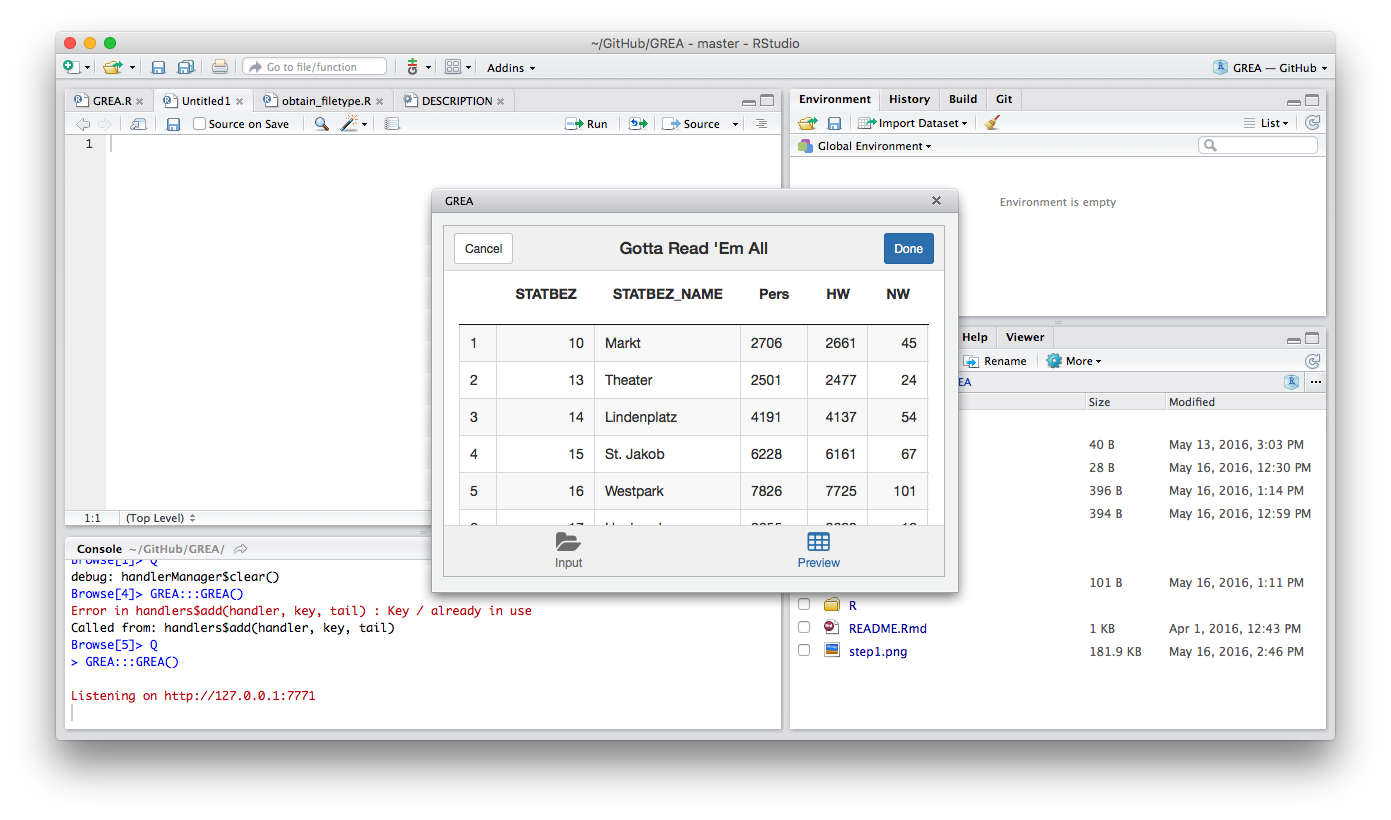 ~/GitHub/GREA - master - RStudio
Go to file/function
Addins
GREA — GitHub
GREA.R
Untitled1
obtain_filetype.R
DESCRIPTION
Source on Save
Run
Source
1
1:1
(Top Level)
Console ~/GitHub/GREA/
Browse[1]> Q
debug: handlerManager$clear()
Browse[4]> GREA:::GREA()
Error in handlers$add(handler, key, tail) : Key / already in use
Called from: handlers$add(handler, key, tail)
Browse[5]> Q
> GREA:::GREA()
Listening on http://127.0.0.1:7771
Environment History Build Git
Import Dataset
List
Global Environment
Environment is empty
GREA
Cancel
Gotta Read 'Em All
Done
STATBEZ STATBEZ_NAME Pers HW NW
1 10 Markt 2706 2661 45
2 13 Theater 2501 2477 24
3 14 Lindenplatz 4191 4137 54
4 15 St. Jakob 6228 6161 67
5 16 Westpark 7826 7725 101
Input
Preview
Help Viewer
Rename
More
EA
Size Modified
40 B May 13, 2016, 3:03 PM
28 B May 16, 2016, 12:30 PM
396 B May 16, 2016, 1:14 PM
394 B May 16, 2016, 12:59 PM
101 B May 16, 2016, 1:11 PM
R
README.Rmd 1 KB Apr 1, 2016, 12:43 PM
step1.png 181.9 KB May 16, 2016, 2:46 PM